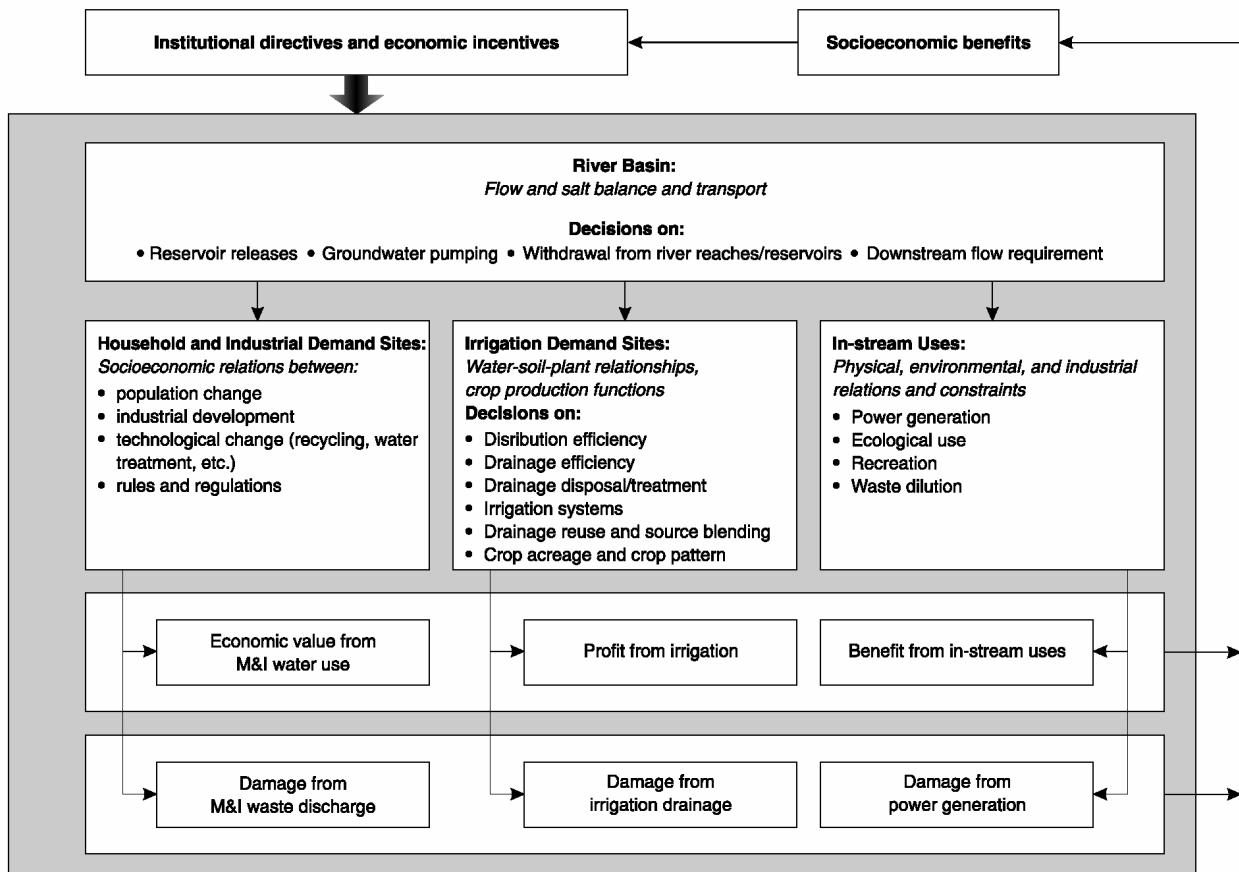 Institutional directives and economic incentives
Socioeconomic benefits
River Basin:
Flow and salt balance and transport
Decisions on:
• Reservoir releases • Groundwater pumping • Withdrawal from river reaches/reservoirs • Downstream flow requirement
Household and Industrial Demand Sites:
Socioeconomic relations between:
• population change
• industrial development
• technological change (recycling, water
treatment, etc.)
• rules and regulations
Irrigation Demand Sites:
Water-soil-plant relationships,
crop production functions
Decisions on:
• Disribution efficiency
• Drainage efficiency
• Drainage disposal/treatment
• Irrigation systems
• Drainage reuse and source blending
• Crop acreage and crop pattern
In-stream Uses:
Physical, environmental, and industrial
relations and constraints
• Power generation
• Ecological use
• Recreation
• Waste dilution
Economic value from
M&I water use
Profit from irrigation
Benefit from in-stream uses
Damage from
M&I waste discharge
Damage from
irrigation drainage
Damage from
power generation